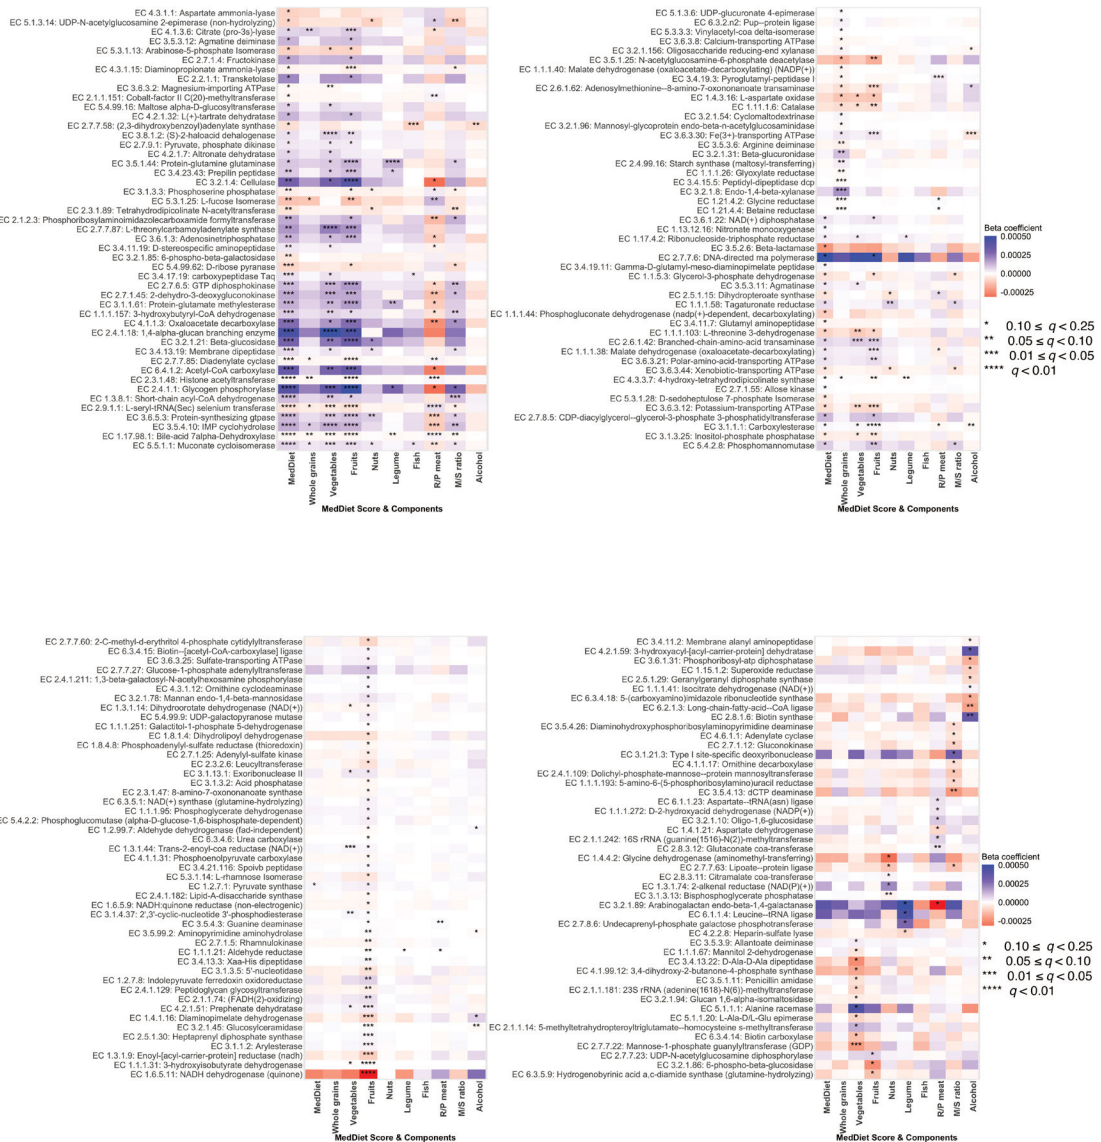 EC 4.3.1.1: Aspartate ammonia-lyase
EC 5.1.3.14: UDP-N-acetylglucosamine 2-epimerase (non-hydrolyzing)
EC 4.1.3.6: Citrate (pro-3s)-lyase
EC 3.5.3.12: Agmatine deiminase
EC 5.3.1.13: Arabinose-5-phosphate Isomerase
EC 2.7.1.4: Fructokinase
EC 4.3.1.15: Diaminopropionate ammonia-lyase
EC 2.2.1.1: Transketolase
EC 3.6.3.2: Magnesium-importing ATPase
EC 2.1.1.151: Cobalt-factor II C(20)-methyltransferase
EC 5.4.99.16: Maltose alpha-D-glucosyltransferase
EC 4.2.1.32: L(+)-tartrate dehydratase
EC 2.7.7.58: (2,3-dihydroxybenzoyl)adenylate synthase
EC 3.8.1.2: (S)-2-haloacid dehalogenase
EC 2.7.9.1: Pyruvate, phosphate dikinase
EC 4.2.1.7: Altronate dehydratase
EC 3.5.1.44: Protein-glutamine glutaminase
EC 3.4.23.43: Prepilin peptidase
EC 3.2.1.4: Cellulase
EC 3.1.3.3: Phosphoserine phosphatase
EC 5.3.1.25: L-fucose Isomerase
EC 2.3.1.89: Tetrahydrodipicolinate N-acetyltransferase
EC 2.1.2.3: Phosphoribosylaminoimidazolecarboxamide formyltransferase
EC 2.7.7.87: L-threonylcarbamoyladenylate synthase
EC 3.6.1.3: Adenosinetriphosphatase
EC 3.4.11.19: D-stereospecific aminopeptidase
EC 3.2.1.85: 6-phospho-beta-galactosidase
EC 5.4.99.62: D-ribose pyranase
EC 3.4.17.19: carboxypeptidase Taq
EC 2.7.6.5: GTP diphosphokinase
EC 2.7.1.45: 2-dehydro-3-deoxygluconokinase
EC 3.1.1.61: Protein-glutamate methylesterase
EC 1.1.1.157: 3-hydroxybutyryl-CoA dehydrogenase
EC 4.1.1.3: Oxaloacetate decarboxylase
EC 2.4.1.18: 1,4-alpha-glucan branching enzyme
EC 3.2.1.21: Beta-glucosidase
EC 3.4.13.19: Membrane dipeptidase
EC 2.7.7.85: Diadenylate cyclase
EC 6.4.1.2: Acetyl-CoA carboxylase
EC 2.3.1.48: Histone acetyltransferase
EC 2.4.1.1: Glycogen phosphorylase
EC 1.3.8.1: Short-chain acyl-CoA dehydrogenase
EC 2.9.1.1: L-seryl-tRNA(Sec) selenium transferase
EC 3.6.5.3: Protein-synthesizing gtpase
EC 3.5.4.10: IMP cyclohydrolase
EC 1.17.98.1: Bile-acid 7alpha-Dehydroxylase
EC 5.5.1.1: Muconate cycloisomerase
MedDiet Whole grains Vegetables Fruits Nuts Legume Fish R/P meat M/S ratio Alcohol
MedDiet Score & Components
EC 5.1.3.6: UDP-glucuronate 4-epimerase
EC 6.3.2.n2: Pup--protein ligase
EC 5.3.3.3: Vinylacetyl-coa delta-isomerase
EC 3.6.3.8: Calcium-transporting ATPase
EC 3.2.1.156: Oligosaccharide reducing-end xylanase
EC 3.5.1.25: N-acetylglucosamine-6-phosphate deacetylase
EC 1.1.1.40: Malate dehydrogenase (oxaloacetate-decarboxylating) (NADP(+))
EC 3.4.19.3: Pyroglutamyl-peptidase I
EC 2.6.1.62: Adenosylmethionine--8-amino-7-oxononanoate transaminase
EC 1.4.3.16: L-aspartate oxidase
EC 1.11.1.6: Catalase
EC 3.2.1.54: Cyclomaltodextrinase
EC 3.2.1.96: Mannosyl-glycoprotein endo-beta-n-acetylglucosaminidase
EC 3.6.3.30: Fe(3+)-transporting ATPase
EC 3.5.3.6: Arginine deiminase
EC 3.2.1.31: Beta-glucuronidase
EC 2.4.99.16: Starch synthase (maltosyl-transferring)
EC 1.1.1.26: Glyoxylate reductase
EC 3.4.15.5: Peptidyl-dipeptidase dcp
EC 3.2.1.8: Endo-1,4-beta-xylanase
EC 1.21.4.2: Glycine reductase
EC 1.21.4.4: Betaine reductase
EC 3.6.1.22: NAD(+) diphosphatase
EC 1.13.12.16: Nitronate monooxygenase
EC 1.17.4.2: Ribonucleoside-triphosphate reductase
EC 3.5.2.6: Beta-lactamase
EC 2.7.7.6: DNA-directed rna polymerase
EC 3.4.19.11: Gamma-D-glutamyl-meso-diaminopimelate peptidase
EC 1.1.5.3: Glycerol-3-phosphate dehydrogenase
EC 3.5.3.11: Agmatinase
EC 2.5.1.15: Dihydropteroate synthase
EC 1.1.1.58: Tagaturonate reductase
EC 1.1.1.44: Phosphogluconate dehydrogenase (nadp(+)-dependent, decarboxylating)
EC 3.4.11.7: Glutamyl aminopeptidase
EC 1.1.1.103: L-threonine 3-dehydrogenase
EC 2.6.1.42: Branched-chain-amino-acid transaminase
EC 1.1.1.38: Malate dehydrogenase (oxaloacetate-decarboxylating)
EC 3.6.3.21: Polar-amino-acid-transporting ATPase
EC 3.6.3.44: Xenobiotic-transporting ATPase
EC 4.3.3.7: 4-hydroxy-tetrahydrodipicolinate synthase
EC 2.7.1.55: Allose kinase
EC 5.3.1.28: D-sedoheptulose 7-phosphate Isomerase
EC 3.6.3.12: Potassium-transporting ATPase
EC 2.7.8.5: CDP-diacylglycerol--glycerol-3-phosphate 3-phosphatidyltransferase
EC 3.1.1.1: Carboxylesterase
EC 3.1.3.25: Inositol-phosphate phosphatase
EC 5.4.2.8: Phosphomannomutase
MedDiet Whole grains Vegetables Fruits Nuts Legume Fish R/P meat M/S ratio Alcohol
MedDiet Score & Components
Beta coefficient
0.00050
0.00025
0.00000
-0.00025
* 0.10 ≤ q < 0.25
** 0.05 ≤ q < 0.10
*** 0.01 ≤ q < 0.05
**** q < 0.01
EC 2.7.7.60: 2-C-methyl-d-erythritol 4-phosphate cytidylyltransferase
EC 6.3.4.15: Biotin--[acetyl-CoA-carboxylase] ligase
EC 3.6.3.25: Sulfate-transporting ATPase
EC 2.7.7.27: Glucose-1-phosphate adenylyltransferase
EC 2.4.1.211: 1,3-beta-galactosyl-N-acetylhexosamine phosphorylase
EC 4.3.1.12: Ornithine cyclodeaminase
EC 3.2.1.78: Mannan endo-1,4-beta-mannosidase
EC 1.3.1.14: Dihydroorotate dehydrogenase (NAD(+))
EC 5.4.99.9: UDP-galactopyranose mutase
EC 1.1.1.251: Galactitol-1-phosphate 5-dehydrogenase
EC 1.8.1.4: Dihydrolipoyl dehydrogenase
EC 1.8.4.8: Phosphoadenylyl-sulfate reductase (thioredoxin)
EC 2.7.1.25: Adenylyl-sulfate kinase
EC 2.3.2.6: Leucyltransferase
EC 3.1.13.1: Exoribonuclease II
EC 3.1.3.2: Acid phosphatase
EC 2.3.1.47: 8-amino-7-oxononanoate synthase
EC 6.3.5.1: NAD(+) synthase (glutamine-hydrolyzing)
EC 1.1.1.95: Phosphoglycerate dehydrogenase
EC 5.4.2.2: Phosphoglucomutase (alpha-D-glucose-1,6-bisphosphate-dependent)
EC 1.2.99.7: Aldehyde dehydrogenase (fad-independent)
EC 6.3.4.6: Urea carboxylase
EC 1.3.1.44: Trans-2-enoyl-coa reductase (NAD(+))
EC 4.1.1.31: Phosphoenolpyruvate carboxylase
EC 3.4.21.116: Spoivb peptidase
EC 5.3.1.14: L-rhamnose Isomerase
EC 1.2.7.1: Pyruvate synthase
EC 2.4.1.182: Lipid-A-disaccharide synthase
EC 1.6.5.9: NADH:quinone reductase (non-electrogenic)
EC 3.1.4.37: 2',3'-cyclic-nucleotide 3'-phosphodiesterase
EC 3.5.4.3: Guanine deaminase
EC 3.5.99.2: Aminopyrimidine aminohydrolase
EC 2.7.1.5: Rhamnulokinase
EC 1.1.1.21: Aldehyde reductase
EC 3.4.13.3: Xaa-His dipeptidase
EC 3.1.3.5: 5'-nucleotidase
EC 1.2.7.8: Indolepyruvate ferredoxin oxidoreductase
EC 2.4.1.129: Peptidoglycan glycosyltransferase
EC 2.1.1.74: (FADH(2)-oxidizing)
EC 4.2.1.51: Prephenate dehydratase
EC 1.4.1.16: Diaminopimelate dehydrogenase
EC 3.2.1.45: Glucosylceramidase
EC 2.5.1.30: Heptaprenyl diphosphate synthase
EC 3.1.1.2: Arylesterase
EC 1.3.1.9: Enoyl-[acyl-carrier-protein] reductase (nadh)
EC 1.1.1.31: 3-hydroxyisobutyrate dehydrogenase
EC 1.6.5.11: NADH dehydrogenase (quinone)
MedDiet Whole grains Vegetables Fruits Nuts Legume Fish R/P meat M/S ratio Alcohol
MedDiet Score & Components
EC 3.4.11.2: Membrane alanyl aminopeptidase
EC 4.2.1.59: 3-hydroxyacyl-[acyl-carrier-protein] dehydratase
EC 3.6.1.31: Phosphoribosyl-atp diphosphatase
EC 1.15.1.2: Superoxide reductase
EC 2.5.1.29: Geranylgeranyl diphosphate synthase
EC 1.1.1.41: Isocitrate dehydrogenase (NAD(+))
EC 6.3.4.18: 5-(carboxyamino)imidazole ribonucleotide synthase
EC 6.2.1.3: Long-chain-fatty-acid--CoA ligase
EC 2.8.1.6: Biotin synthase
EC 3.5.4.26: Diaminohydroxyphosphoribosylaminopyrimidine deaminase
EC 4.6.1.1: Adenylate cyclase
EC 2.7.1.12: Gluconokinase
EC 3.1.21.3: Type I site-specific deoxyribonuclease
EC 4.1.1.17: Ornithine decarboxylase
EC 2.4.1.109: Dolichyl-phosphate-mannose--protein mannosyltransferase
EC 1.1.1.193: 5-amino-6-(5-phosphoribosylamino)uracil reductase
EC 3.5.4.13: dCTP deaminase
EC 6.1.1.23: Aspartate--tRNA(asn) ligase
EC 1.1.1.272: D-2-hydroxyacid dehydrogenase (NADP(+))
EC 3.2.1.10: Oligo-1,6-glucosidase
EC 1.4.1.21: Aspartate dehydrogenase
EC 2.1.1.242: 16S rRNA (guanine(1516)-N(2))-methyltransferase
EC 2.8.3.12: Glutaconate coa-transferase
EC 1.4.4.2: Glycine dehydrogenase (aminomethyl-transferring)
EC 2.7.7.63: Lipoate--protein ligase
EC 2.8.3.11: Citramalate coa-transferase
EC 1.3.1.74: 2-alkenal reductase (NAD(P)(+))
EC 3.1.3.13: Bisphosphoglycerate phosphatase
EC 3.2.1.89: Arabinogalactan endo-beta-1,4-galactanase
EC 6.1.1.4: Leucine--tRNA ligase
EC 2.7.8.6: Undecaprenyl-phosphate galactose phosphotransferase
EC 4.2.2.8: Heparin-sulfate lyase
EC 3.5.3.9: Allantoate deiminase
EC 1.1.1.67: Mannitol 2-dehydrogenase
EC 3.4.13.22: D-Ala-D-Ala dipeptidase
EC 4.1.99.12: 3,4-dihydroxy-2-butanone-4-phosphate synthase
EC 3.5.1.11: Penicillin amidase
EC 2.1.1.181: 23S rRNA (adenine(1618)-N(6))-methyltransferase
EC 3.2.1.94: Glucan 1,6-alpha-isomaltosidase
EC 5.1.1.1: Alanine racemase
EC 5.1.1.20: L-Ala-D/L-Glu epimerase
EC 2.1.1.14: 5-methyltetrahydropteroyltriglutamate--homocysteine s-methyltransferase
EC 6.3.4.14: Biotin carboxylase
EC 2.7.7.22: Mannose-1-phosphate guanylyltransferase (GDP)
EC 2.7.7.23: UDP-N-acetylglucosamine diphosphorylase
EC 3.2.1.86: 6-phospho-beta-glucosidase
EC 6.3.5.9: Hydrogenobyrinic acid a,c-diamide synthase (glutamine-hydrolyzing)
MedDiet Whole grains Vegetables Fruits Nuts Legume Fish R/P meat M/S ratio Alcohol
MedDiet Score & Components
Beta coefficient
0.00050
0.00025
0.00000
-0.00025
* 0.10 ≤ q < 0.25
** 0.05 ≤ q < 0.10
*** 0.01 ≤ q < 0.05
**** q < 0.01